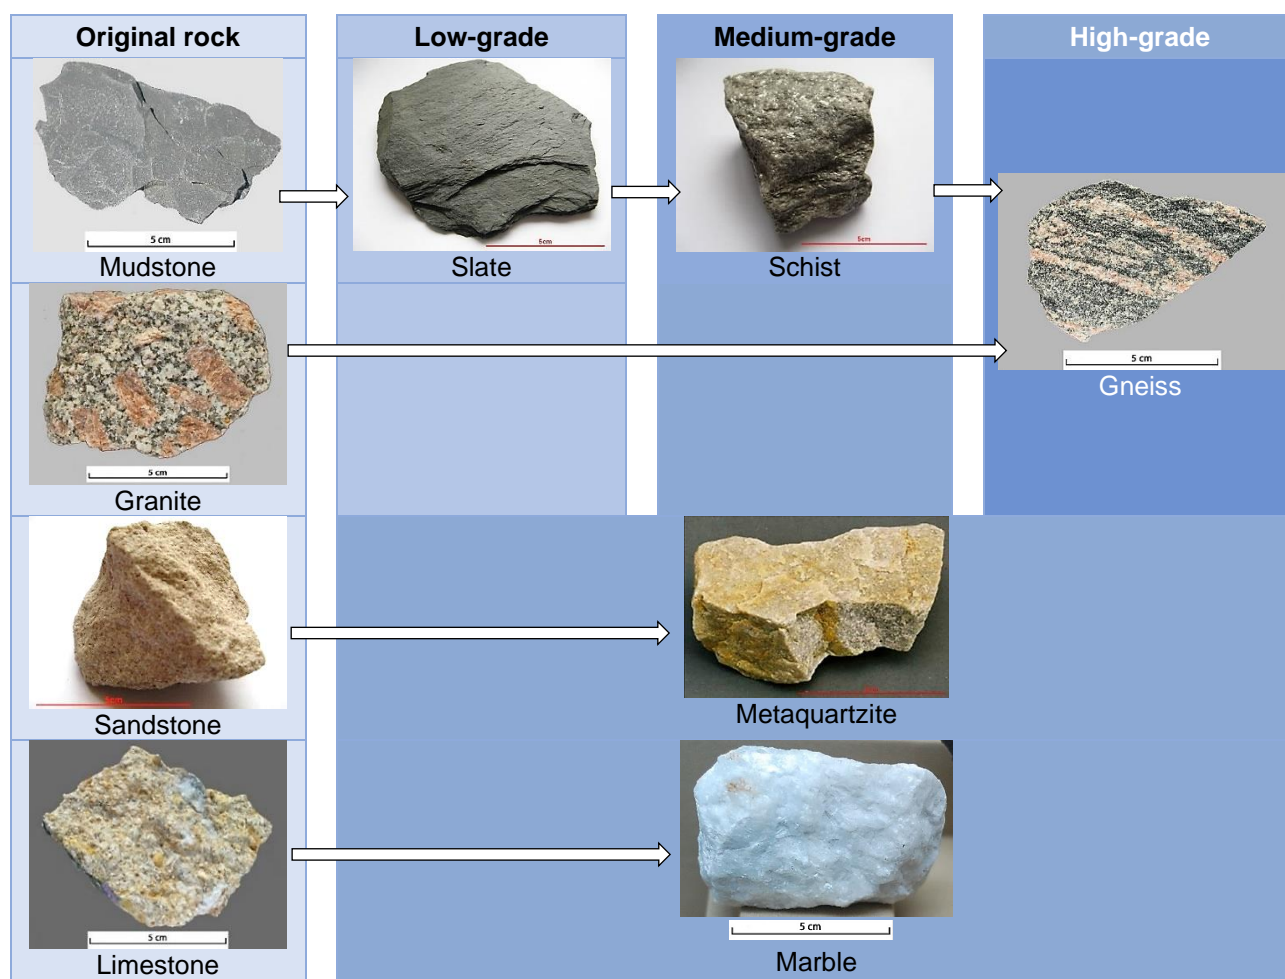 Original rock
Low-grade
Medium-grade
High-grade
5 cm
5cm
5cm
Mudstone
Slate
Schist
5 cm
Gneiss
5 cm
Granite
5cm
Sandstone
Metaquartzite
5 cm
5 cm
Limestone
Marble